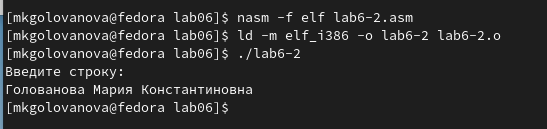 [mkgolovanova@fedora lab06]$ nasm -f elf lab6-2.asm
[mkgolovanova@fedora lab06]$ ld -m elf_i386 -o lab6-2 lab6-2.o
[mkgolovanova@fedora lab06]$ ./lab6-2
Введите строку:
Голованова Мария Константиновна
[mkgolovanova@fedora lab06]$